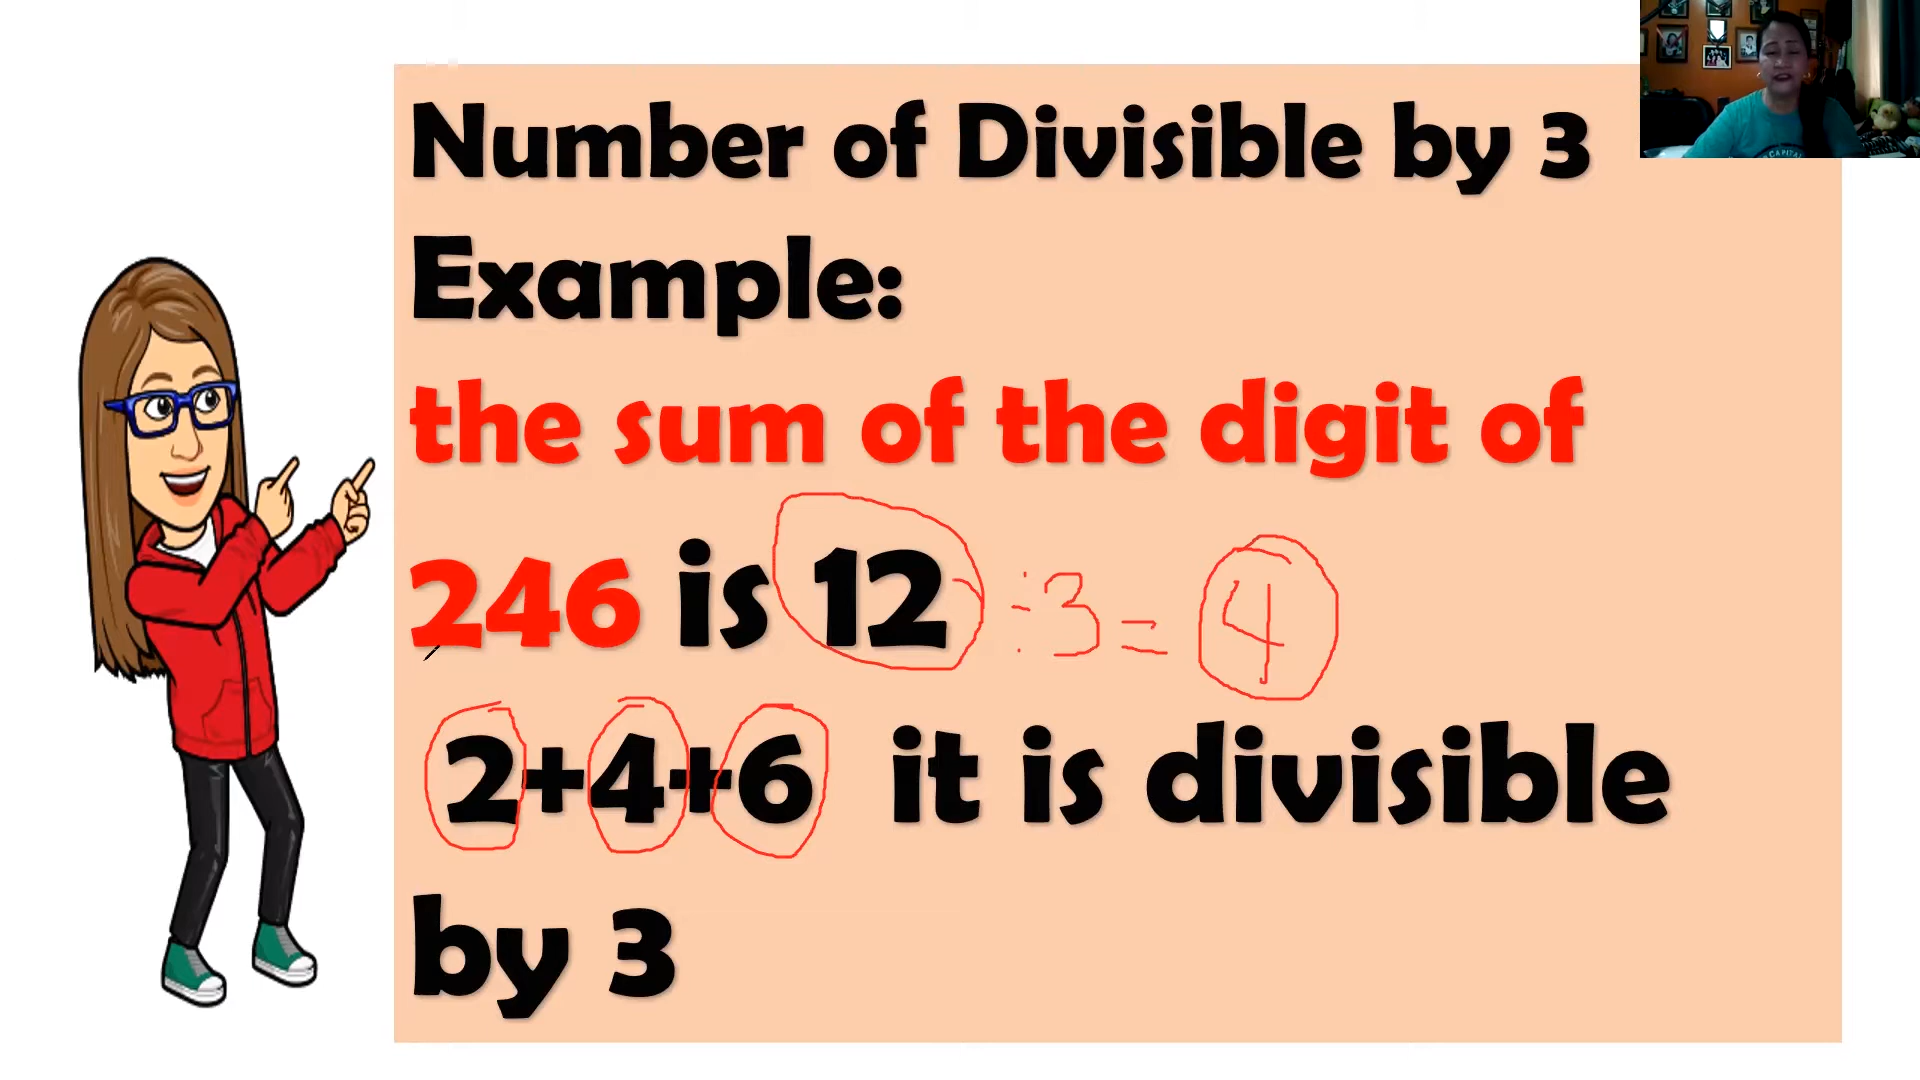 Number of Divisible by 3
Example:
the sum of the digit of
246 is 12 ÷3 = 4
2+4+6 it is divisible
by 3
CAPITAL